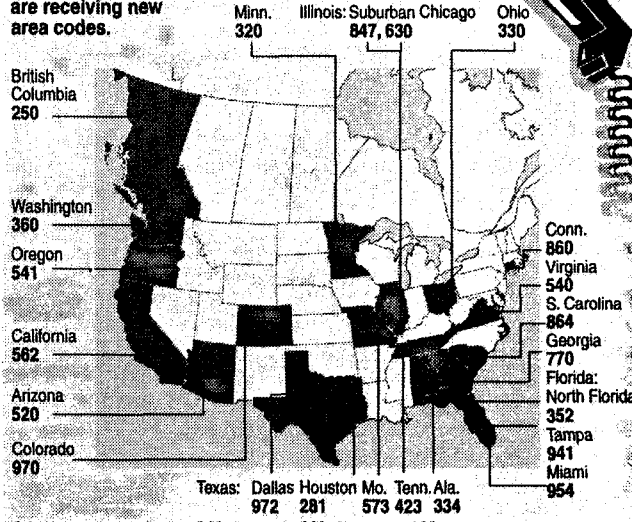 are receiving new
area codes.
Minn.
320
Illinois: Suburban Chicago
847, 630
Ohio
330
British
Columbia
250
Washington
360
Oregon
541
California
562
Arizona
520
Colorado
970
Conn.
860
Virginia
540
S. Carolina
864
Georgia
770
Florida:
North Florida
352
Tampa
941
Miami
954
Texas: Dallas Houston Mo. Tenn. Ala.
972 281 573 423 334